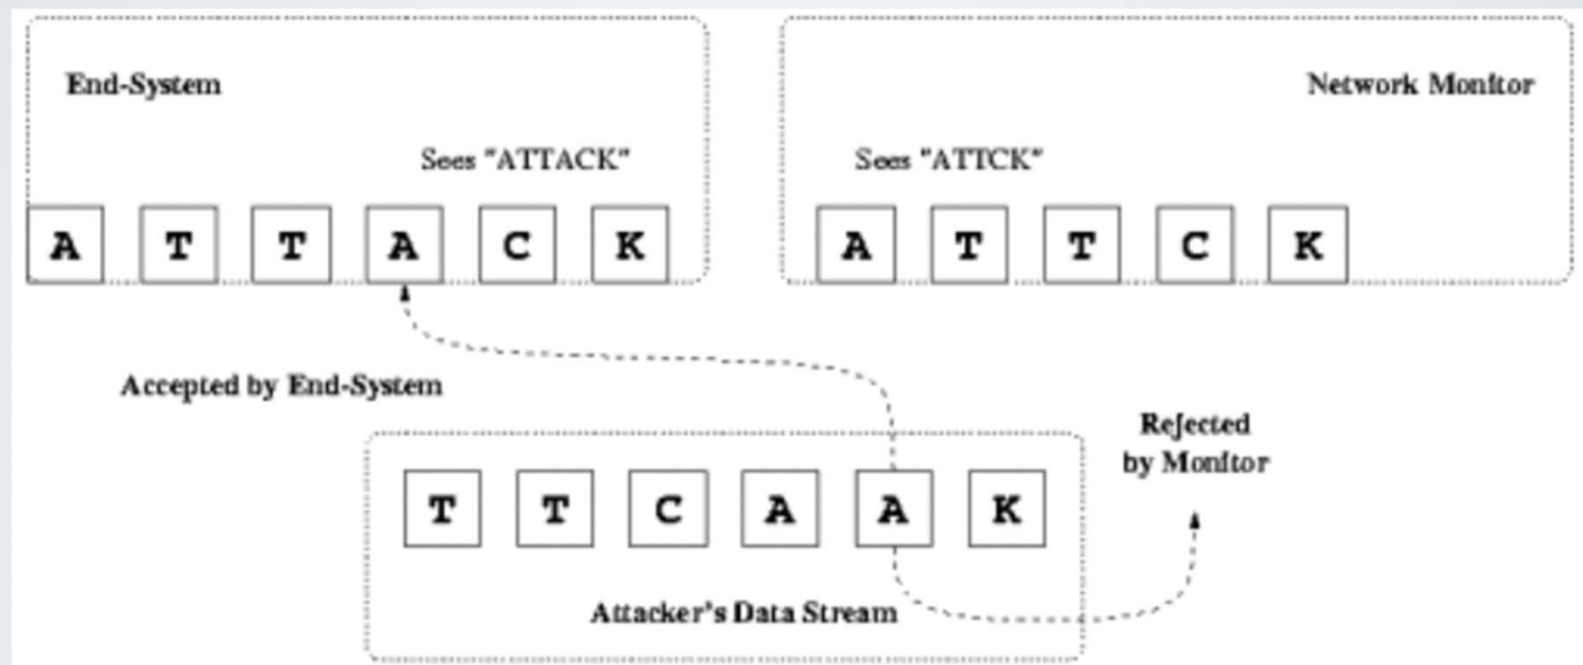 End-System
Network Monitor
Sees "ATTACK"
Sees "ATTCK"
A T T A C K
A T T C K
Accepted by End-System
Rejected
by Monitor
T T C A A K
Attacker's Data Stream